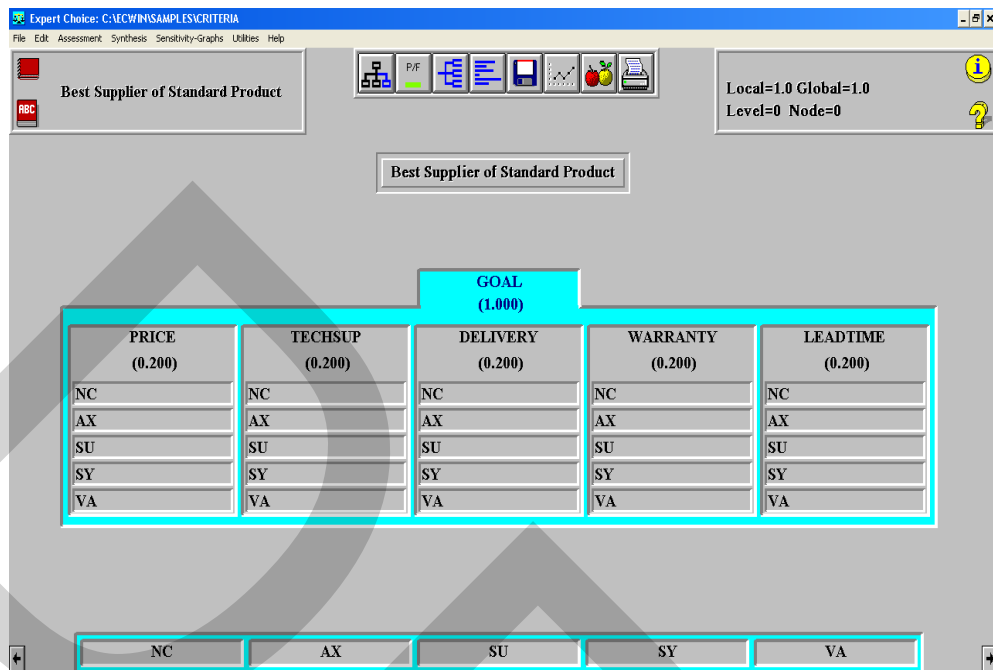 Expert Choice: C:\ECWIN\SAMPLES\CRITERIA
File Edit Assessment Synthesis Sensitivity-Graphs Utilities Help
Best Supplier of Standard Product
ABC
P/F
Local=1.0 Global=1.0
Level=0 Node=0
i
?
Best Supplier of Standard Product
GOAL
(1.000)
PRICE TECHSUP DELIVERY WARRANTY LEADTIME
(0.200) (0.200) (0.200) (0.200) (0.200)
NC NC NC NC NC
AX AX AX AX AX
SU SU SU SU SU
SY SY SY SY SY
VA VA VA VA VA
NC AX SU SY VA